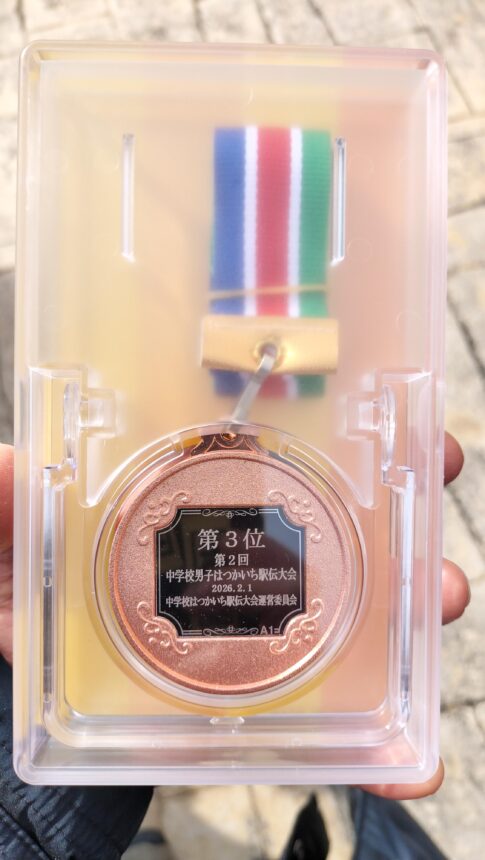 第3位
第2回
中学校男子はつかいち駅伝大会
2026.2.1
中学校はつかいち駅伝大会運営委員会
A1